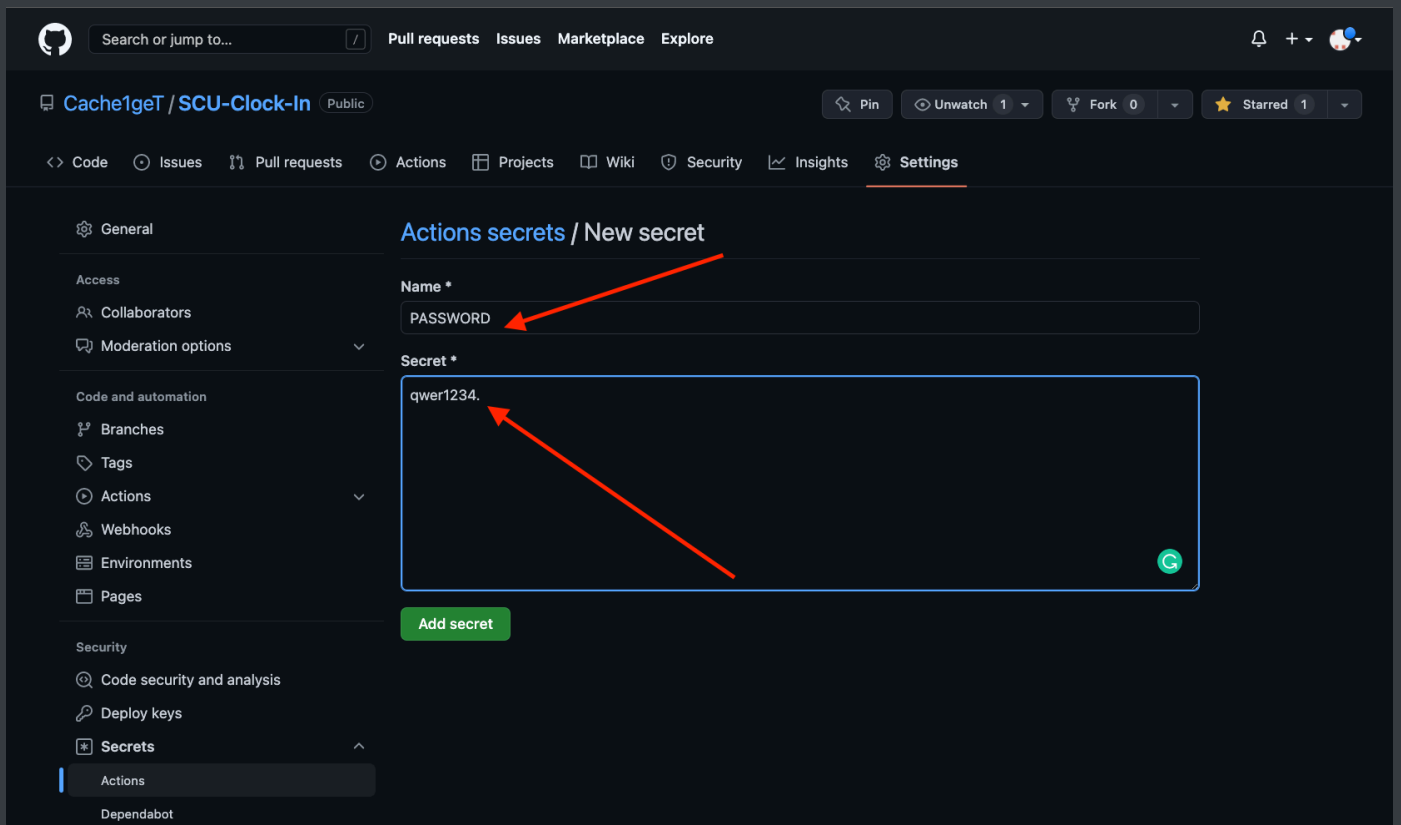 Search or jump to... /
Pull requests Issues Marketplace Explore
Cache1geT / SCU-Clock-In Public
Pin Unwatch 1 Fork 0 Starred 1
Code Issues Pull requests Actions Projects Wiki Security Insights Settings
General
Access
Collaborators
Moderation options
Code and automation
Branches
Tags
Actions
Webhooks
Environments
Pages
Security
Code security and analysis
Deploy keys
Secrets
Actions
Dependabot
Actions secrets / New secret
Name *
PASSWORD
Secret *
qwer1234.
Add secret